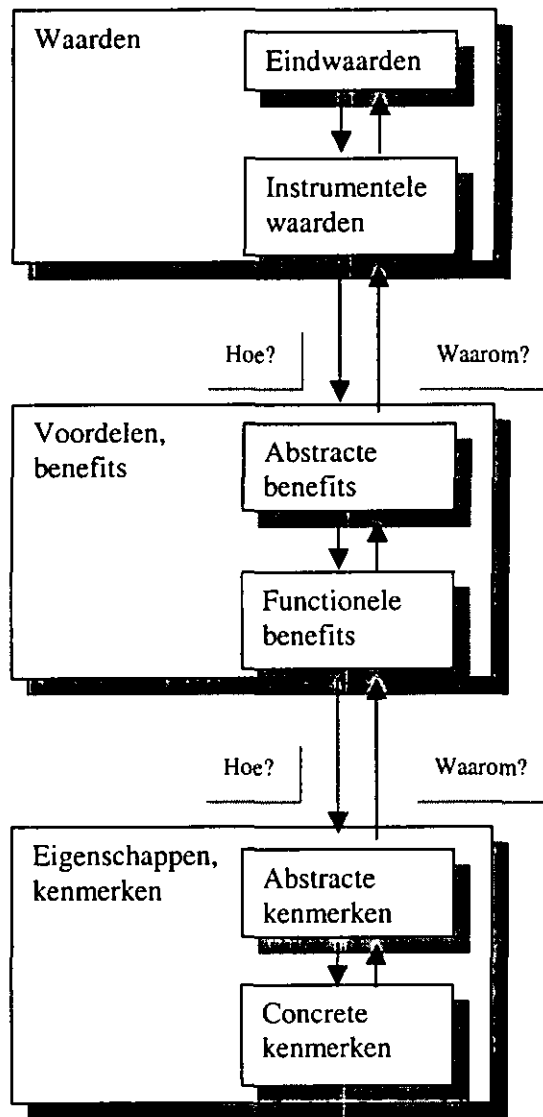 Waarden
Eindwaarden
Instrumentele
waarden
Hoe?
Waarom?
Voordelen,
benefits
Abstracte
benefits
Functionele
benefits
Hoe?
Waarom?
Eigenschappen,
kenmerken
Abstracte
kenmerken
Concrete
kenmerken